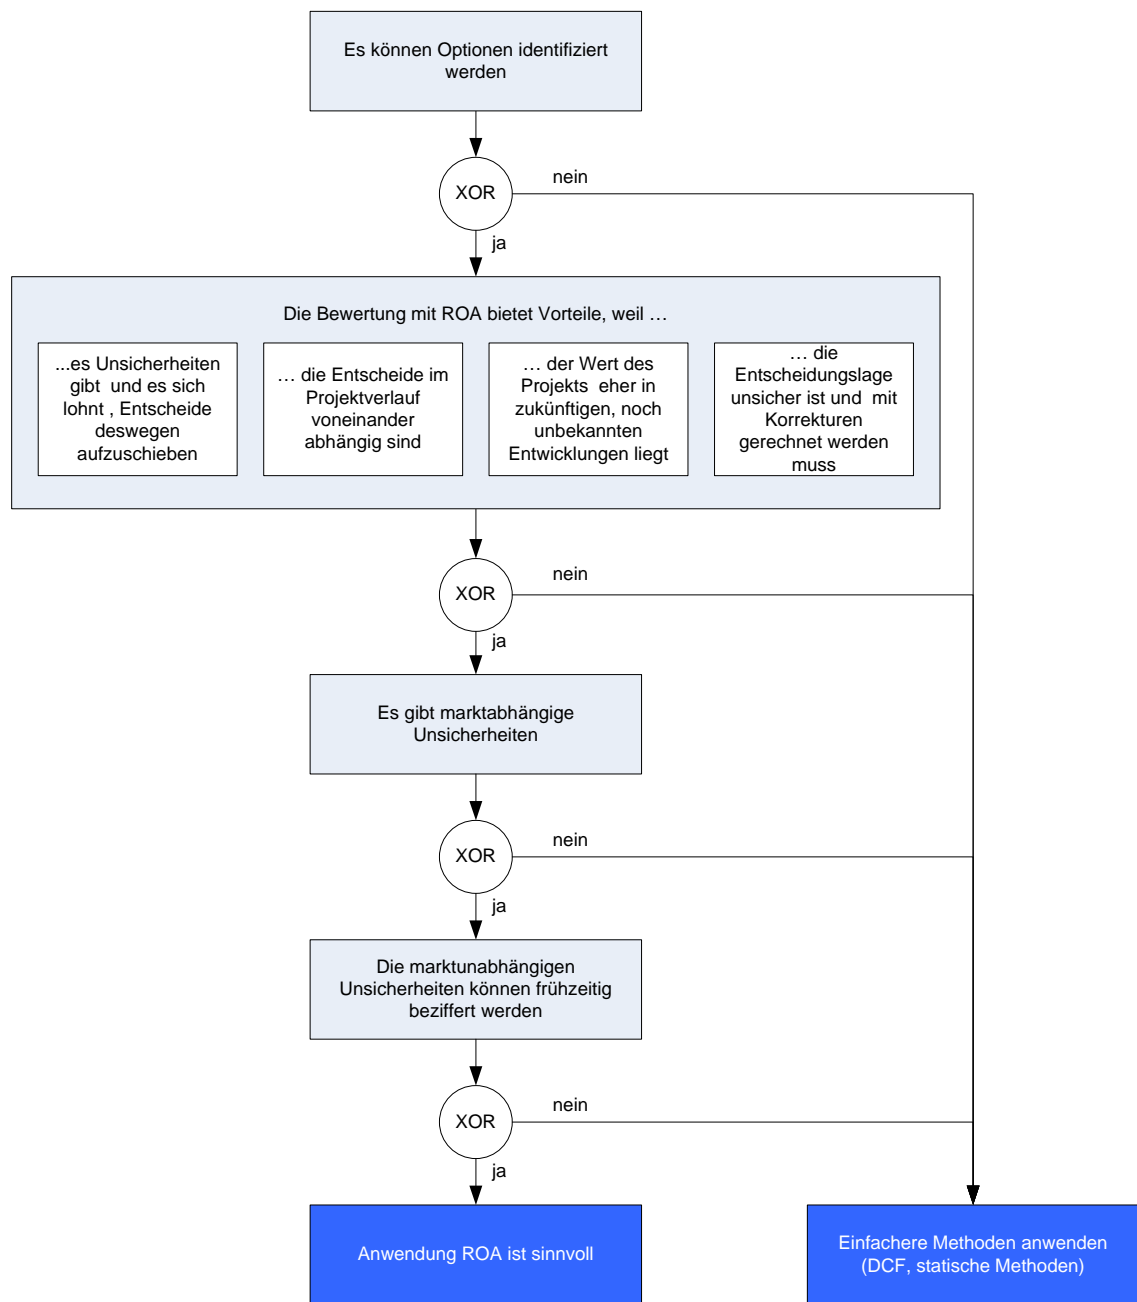 Es können Optionen identifiziert
werden
XOR
nein
ja
Die Bewertung mit ROA bietet Vorteile, weil …
...es Unsicherheiten
gibt und es sich
lohnt , Entscheide
deswegen
aufzuschieben
… die Entscheide im
Projektverlauf
voneinander
abhängig sind
… der Wert des
Projekts eher in
zukünftigen, noch
unbekannten
Entwicklungen liegt
… die
Entscheidungslage
unsicher ist und mit
Korrekturen
gerechnet werden
muss
XOR
nein
ja
Es gibt marktabhängige
Unsicherheiten
XOR
nein
ja
Die marktunabhängigen
Unsicherheiten können frühzeitig
beziffert werden
XOR
nein
ja
Anwendung ROA ist sinnvoll
Einfachere Methoden anwenden
(DCF, statische Methoden)